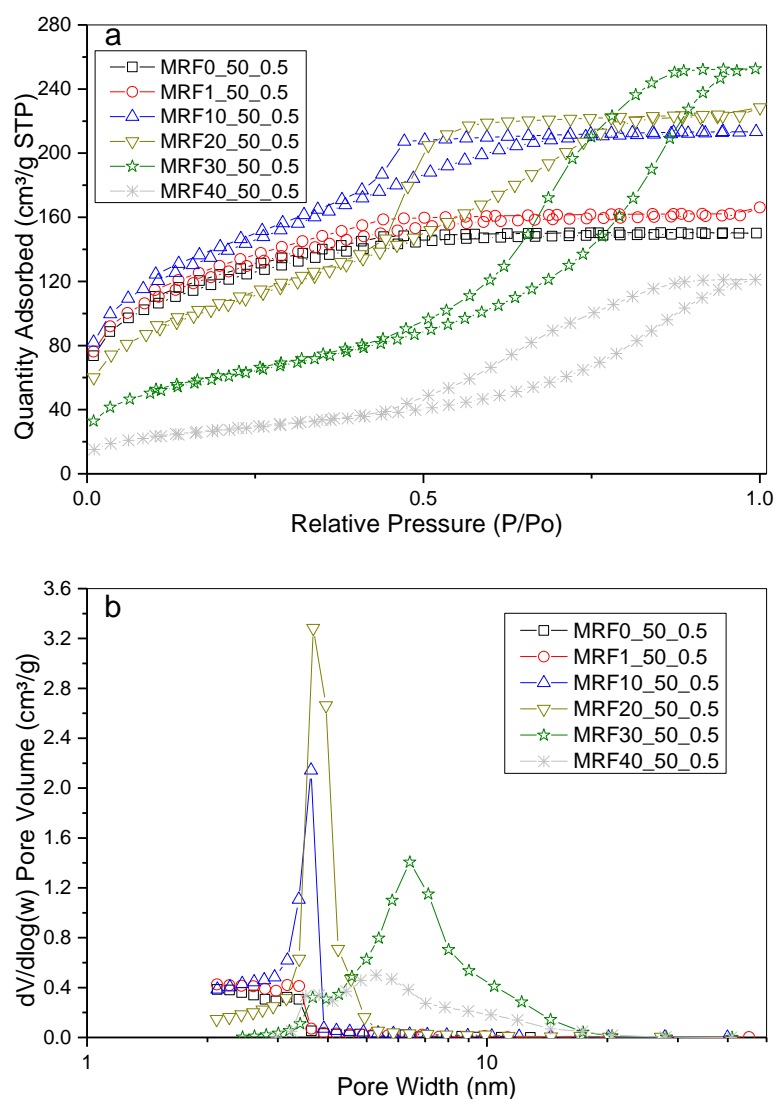 a
280
240
200
160
120
80
40
0
Quantity Adsorbed (cm³/g STP)
MRF0_50_0.5
MRF1_50_0.5
MRF10_50_0.5
MRF20_50_0.5
MRF30_50_0.5
MRF40_50_0.5
0.0 0.5 1.0
Relative Pressure (P/Po)
b
3.6
3.2
2.8
2.4
2.0
1.6
1.2
0.8
0.4
0.0
dV/dlog(w) Pore Volume (cm³/g)
MRF0_50_0.5
MRF1_50_0.5
MRF10_50_0.5
MRF20_50_0.5
MRF30_50_0.5
MRF40_50_0.5
1 10
Pore Width (nm)